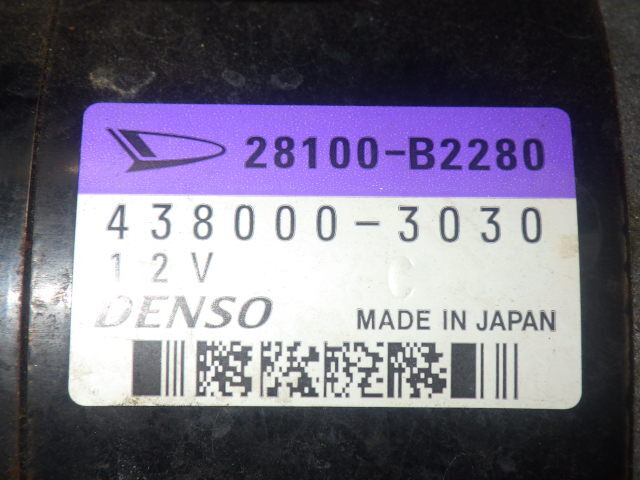 28100-B2280
438000-3030
12V
DENSO MADE IN JAPAN